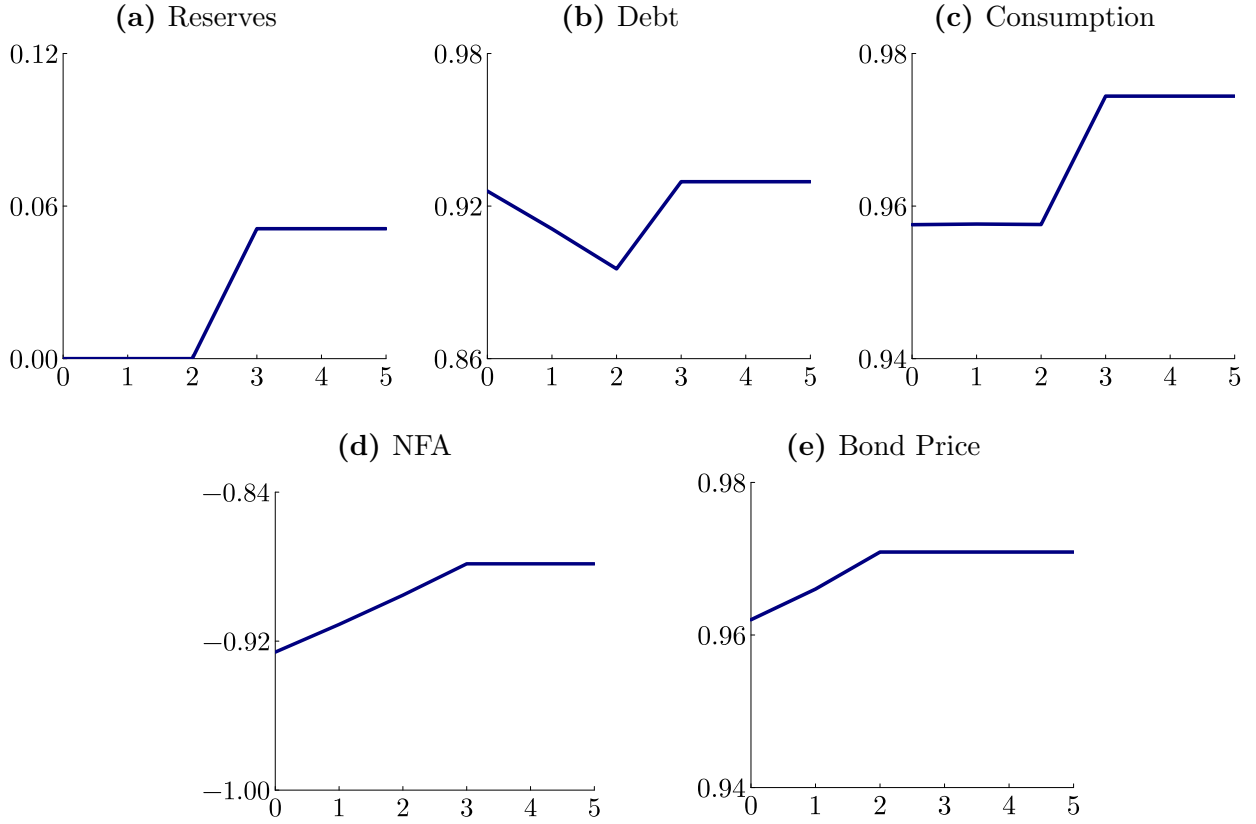 (a) Reserves
(b) Debt
(c) Consumption
0.12
0.06
0.00
0 1 2 3 4 5
0.98
0.92
0.86
0 1 2 3 4 5
0.98
0.96
0.94
0 1 2 3 4 5
(d) NFA
(e) Bond Price
−0.84
−0.92
−1.00
0 1 2 3 4 5
0.98
0.96
0.94
0 1 2 3 4 5